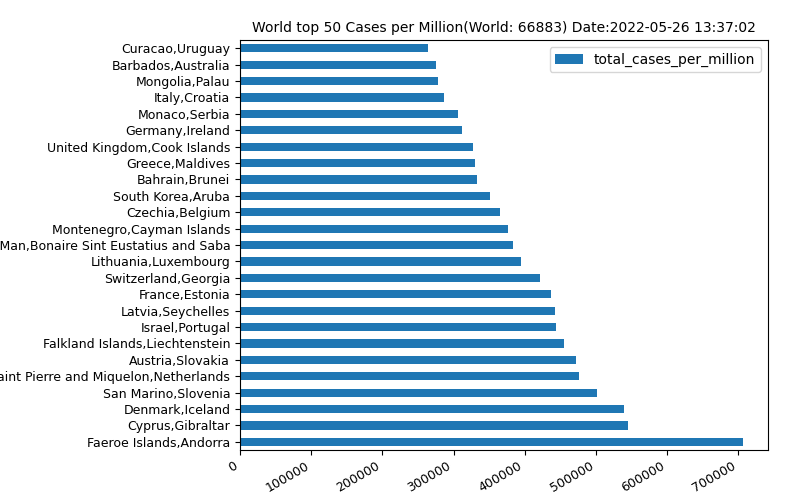 World top 50 Cases per Million(World: 66883) Date:2022-05-26 13:37:02
total_cases_per_million
Curacao,Uruguay
Barbados,Australia
Mongolia,Palau
Italy,Croatia
Monaco,Serbia
Germany,Ireland
United Kingdom,Cook Islands
Greece,Maldives
Bahrain,Brunei
South Korea,Aruba
Czechia,Belgium
Montenegro,Cayman Islands
Man,Bonaire Sint Eustatius and Saba
Lithuania,Luxembourg
Switzerland,Georgia
France,Estonia
Latvia,Seychelles
Israel,Portugal
Falkland Islands,Liechtenstein
Austria,Slovakia
aint Pierre and Miquelon,Netherlands
San Marino,Slovenia
Denmark,Iceland
Cyprus,Gibraltar
Faeroe Islands,Andorra
0 100000 200000 300000 400000 500000 600000 700000